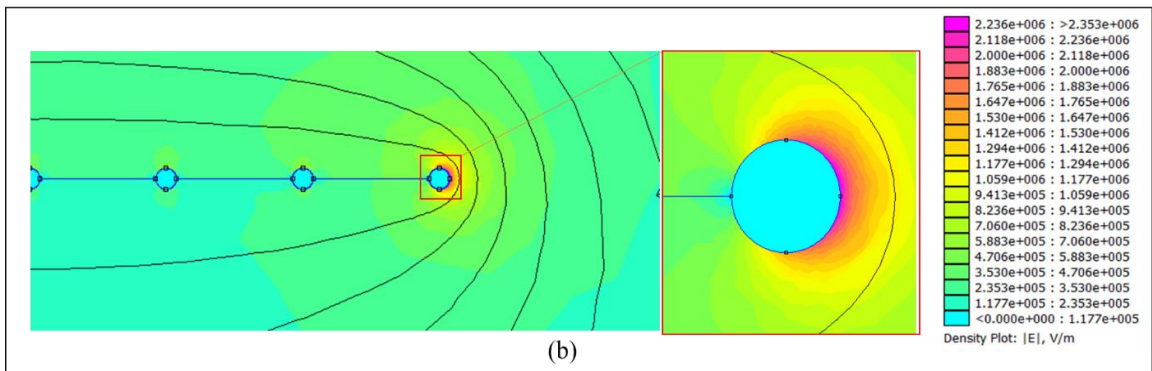 2.236e+006 : >2.353e+006
2.118e+006 : 2.236e+006
2.000e+006 : 2.118e+006
1.883e+006 : 2.000e+006
1.765e+006 : 1.883e+006
1.647e+006 : 1.765e+006
1.530e+006 : 1.647e+006
1.412e+006 : 1.530e+006
1.294e+006 : 1.412e+006
1.177e+006 : 1.294e+006
1.059e+006 : 1.177e+006
9.413e+005 : 1.059e+006
8.236e+005 : 9.413e+005
7.060e+005 : 8.236e+005
5.883e+005 : 7.060e+005
4.706e+005 : 5.883e+005
3.530e+005 : 4.706e+005
2.353e+005 : 3.530e+005
1.177e+005 : 2.353e+005
<0.000e+000 : 1.177e+005
Density Plot: |E|, V/m
(b)